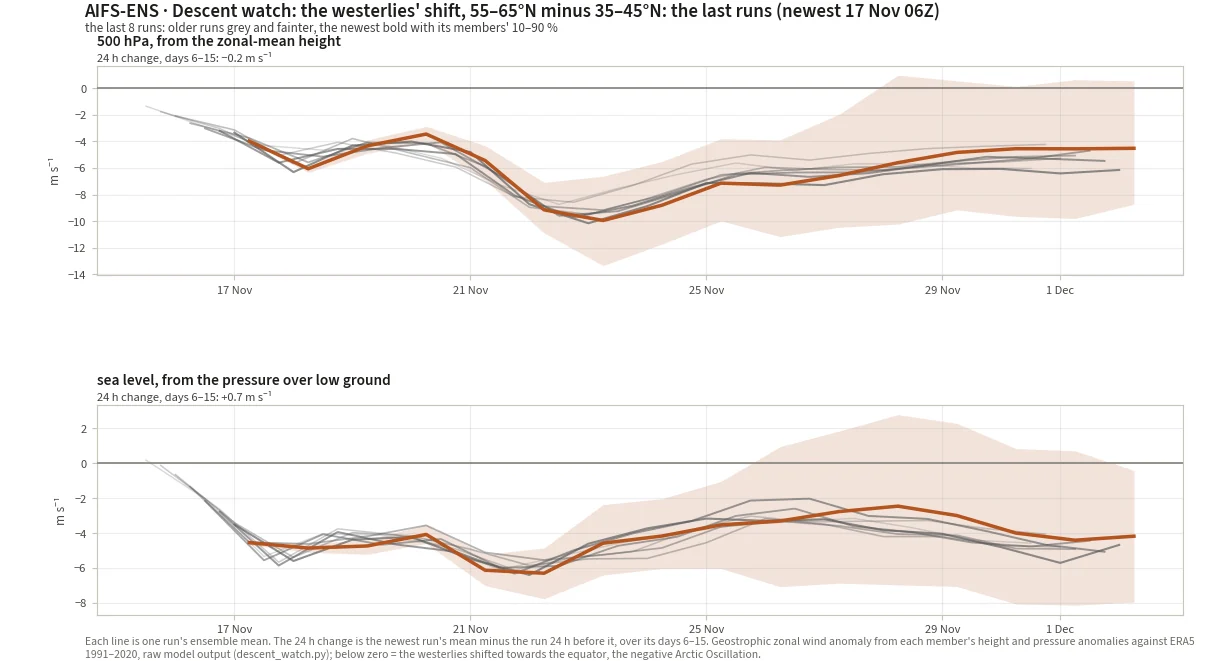 AIFS-ENS · Descent watch: the westerlies' shift, 55–65°N minus 35–45°N: the last runs (newest 17 Nov 06Z)
the last 8 runs: older runs grey and fainter, the newest bold with its members' 10–90 %
500 hPa, from the zonal-mean height
24 h change, days 6–15: −0.2 m s⁻¹
0
−2
−4
−6
−8
−10
−12
−14
m s⁻¹
17 Nov
21 Nov
25 Nov
29 Nov
1 Dec
sea level, from the pressure over low ground
24 h change, days 6–15: +0.7 m s⁻¹
2
0
−2
−4
−6
−8
m s⁻¹
17 Nov
21 Nov
25 Nov
29 Nov
1 Dec
Each line is one run's ensemble mean. The 24 h change is the newest run's mean minus the run 24 h before it, over its days 6–15. Geostrophic zonal wind anomaly from each member's height and pressure anomalies against ERA5
1991–2020, raw model output (descent_watch.py); below zero = the westerlies shifted towards the equator, the negative Arctic Oscillation.